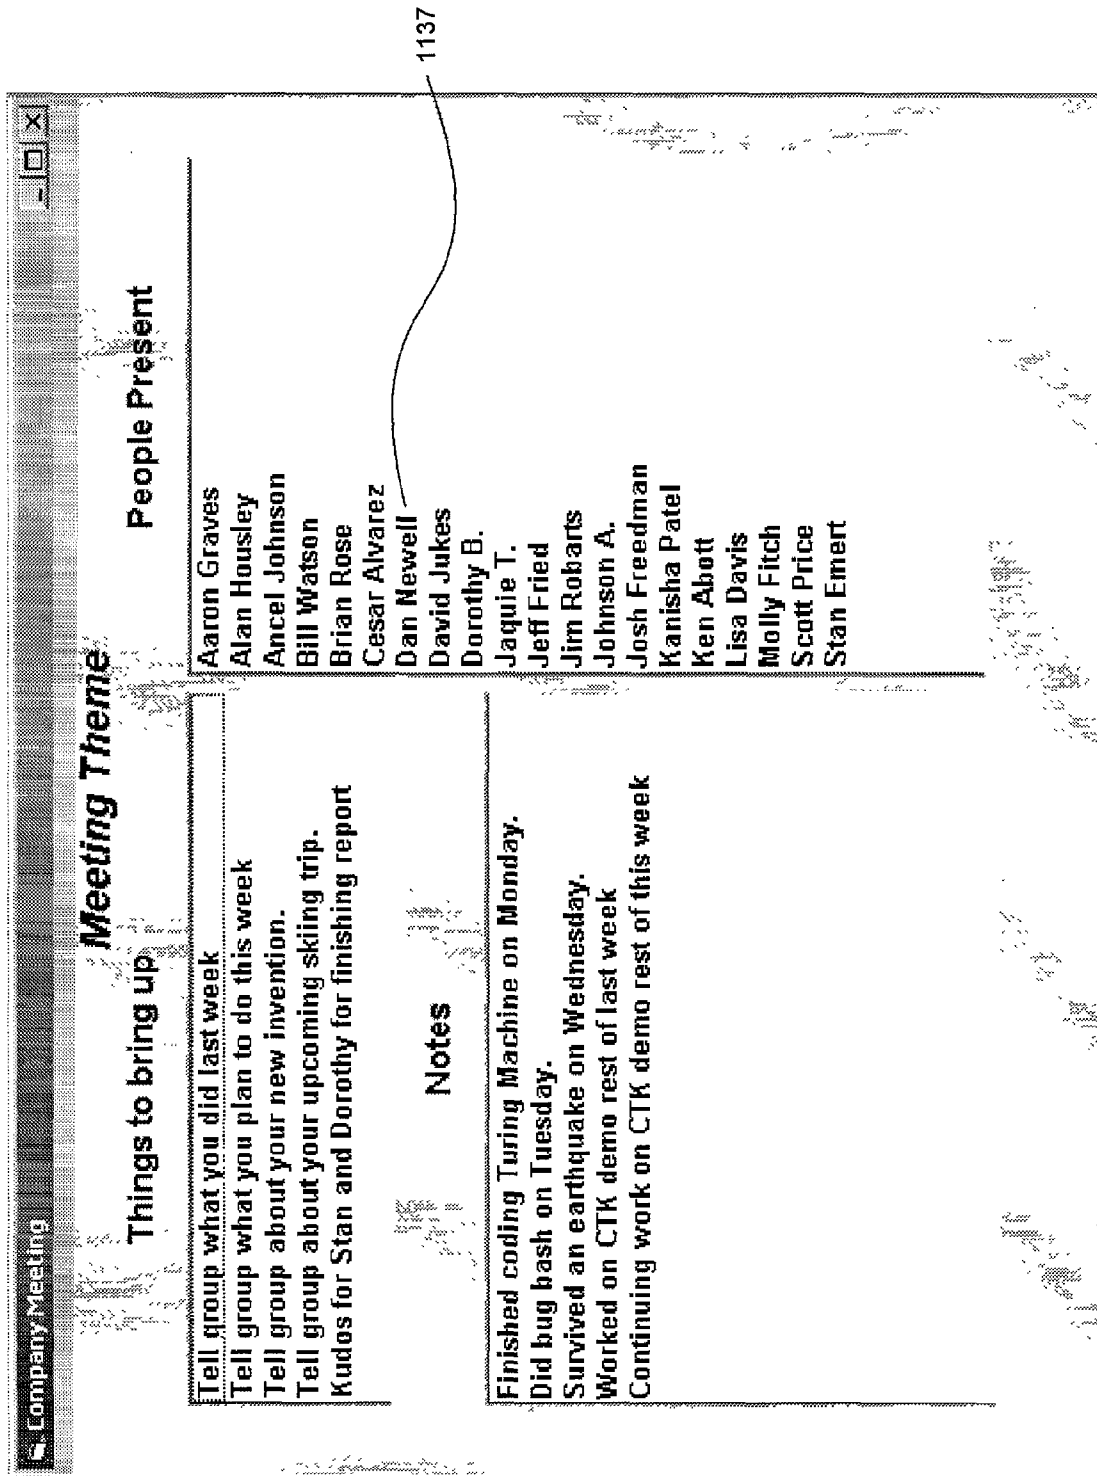 Company Meeting
Meeting Theme
Things to bring up
Tell group what you did last week
Tell group what you plan to do this week
Tell group about your new invention.
Tell group about your upcoming skiing trip.
Kudos for Stan and Dorothy for finishing report
Notes
Finished coding Turing Machine on Monday.
Did bug bash on Tuesday.
Survived an earthquake on Wednesday.
Worked on CTK demo rest of last week
Continuing work on CTK demo rest of this week
People Present
Aaron Graves
Alan Housley
Ancel Johnson
Bill Watson
Brian Rose
Cesar Alvarez
Dan Newell
David Jukes
Dorothy B.
Jaquie T.
Jeff Fried
Jim Robarts
Johnson A.
Josh Freedman
Kanisha Patel
Ken Abott
Lisa Davis
Molly Fitch
Scott Price
Stan Emert
1137